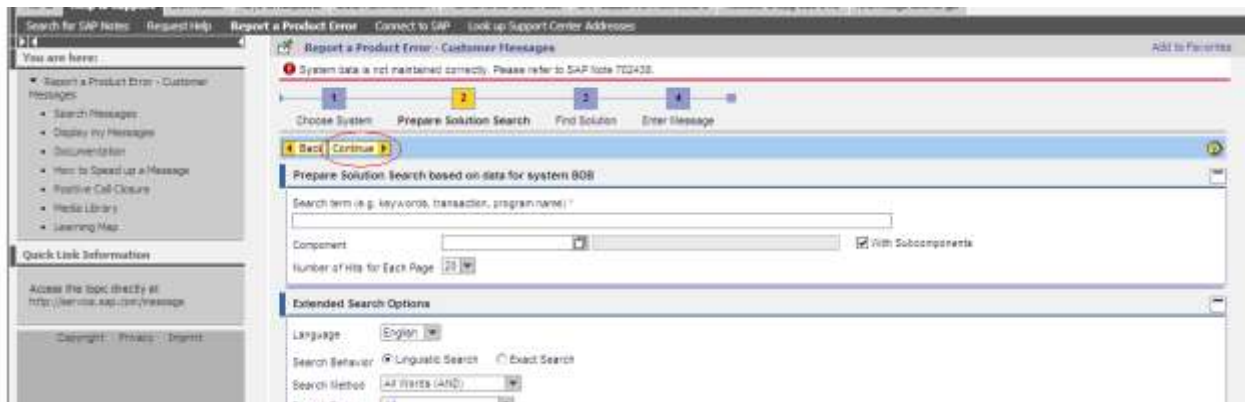 Search for SAP Notes Request Help Report a Product Error Connect to SAP Look up Support Center Addresses
You are here:
Report a Product Error - Customer Messages
Search Messages
Display my Messages
Documentation
How to Speed up a Message
Positive Call Closure
Media Library
Learning Map
Quick Link Information
Access the topic directly at
http://service.sap.com/message
Copyright Privacy Imprint
Report a Product Error - Customer Messages
Add to Favorites
System data is not maintained correctly. Please refer to SAP Note 702438.
1 2 3 4
Choose System Prepare Solution Search Find Solution Enter Message
Back Continue
Prepare Solution Search based on data for system BOB
Search term (e.g. keywords, transaction, program name) *
Component With Subcomponents
Number of Hits for Each Page 20
Extended Search Options
Language English
Search Behavior Linguistic Search Exact Search
Search Method All Words (AND)